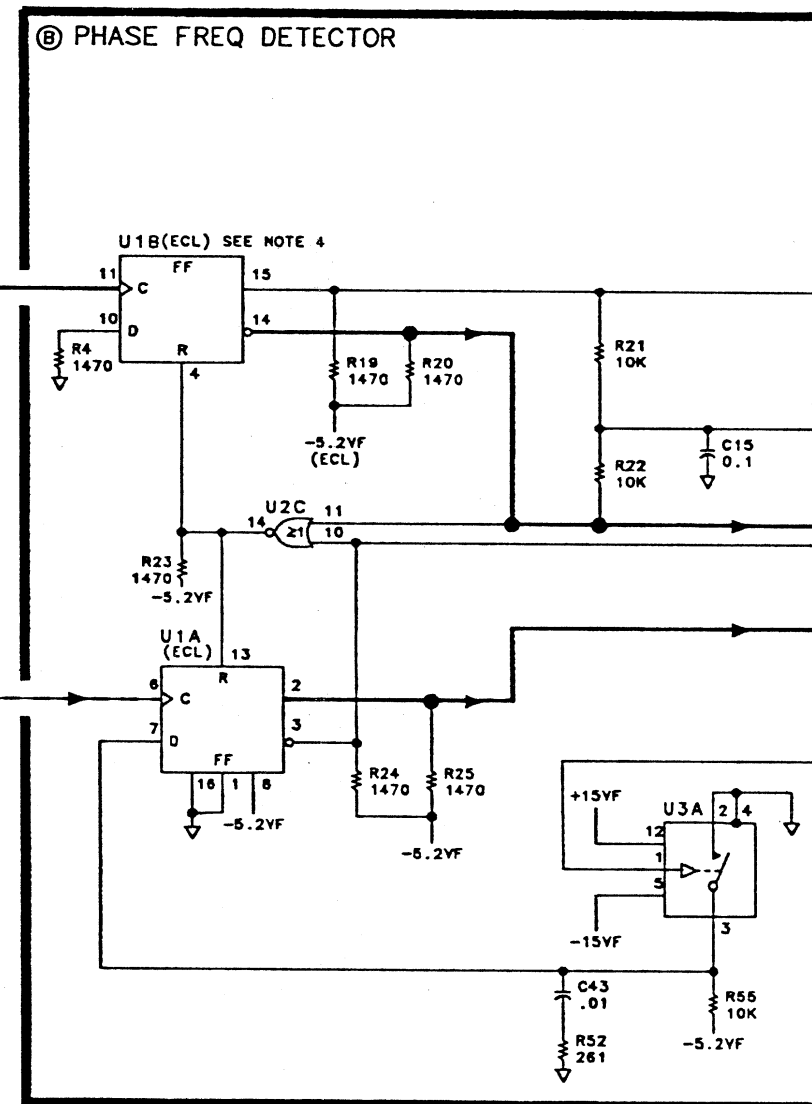 Ⓑ PHASE FREQ DETECTOR
U1B(ECL) SEE NOTE 4
FF
11
C
15
10
D
14
R
4
R4
1470
R19
1470
R20
1470
-5.2VF
(ECL)
R21
10K
R22
10K
C15
0.1
U2C
14
≥1
11
10
R23
1470
-5.2VF
U1A
(ECL)
13
R
6
C
2
7
D
3
FF
16
1
8
-5.2VF
R24
1470
R25
1470
-5.2VF
+15VF
U3A
2
4
12
1
5
-15VF
3
C43
.01
R52
261
R55
10K
-5.2VF